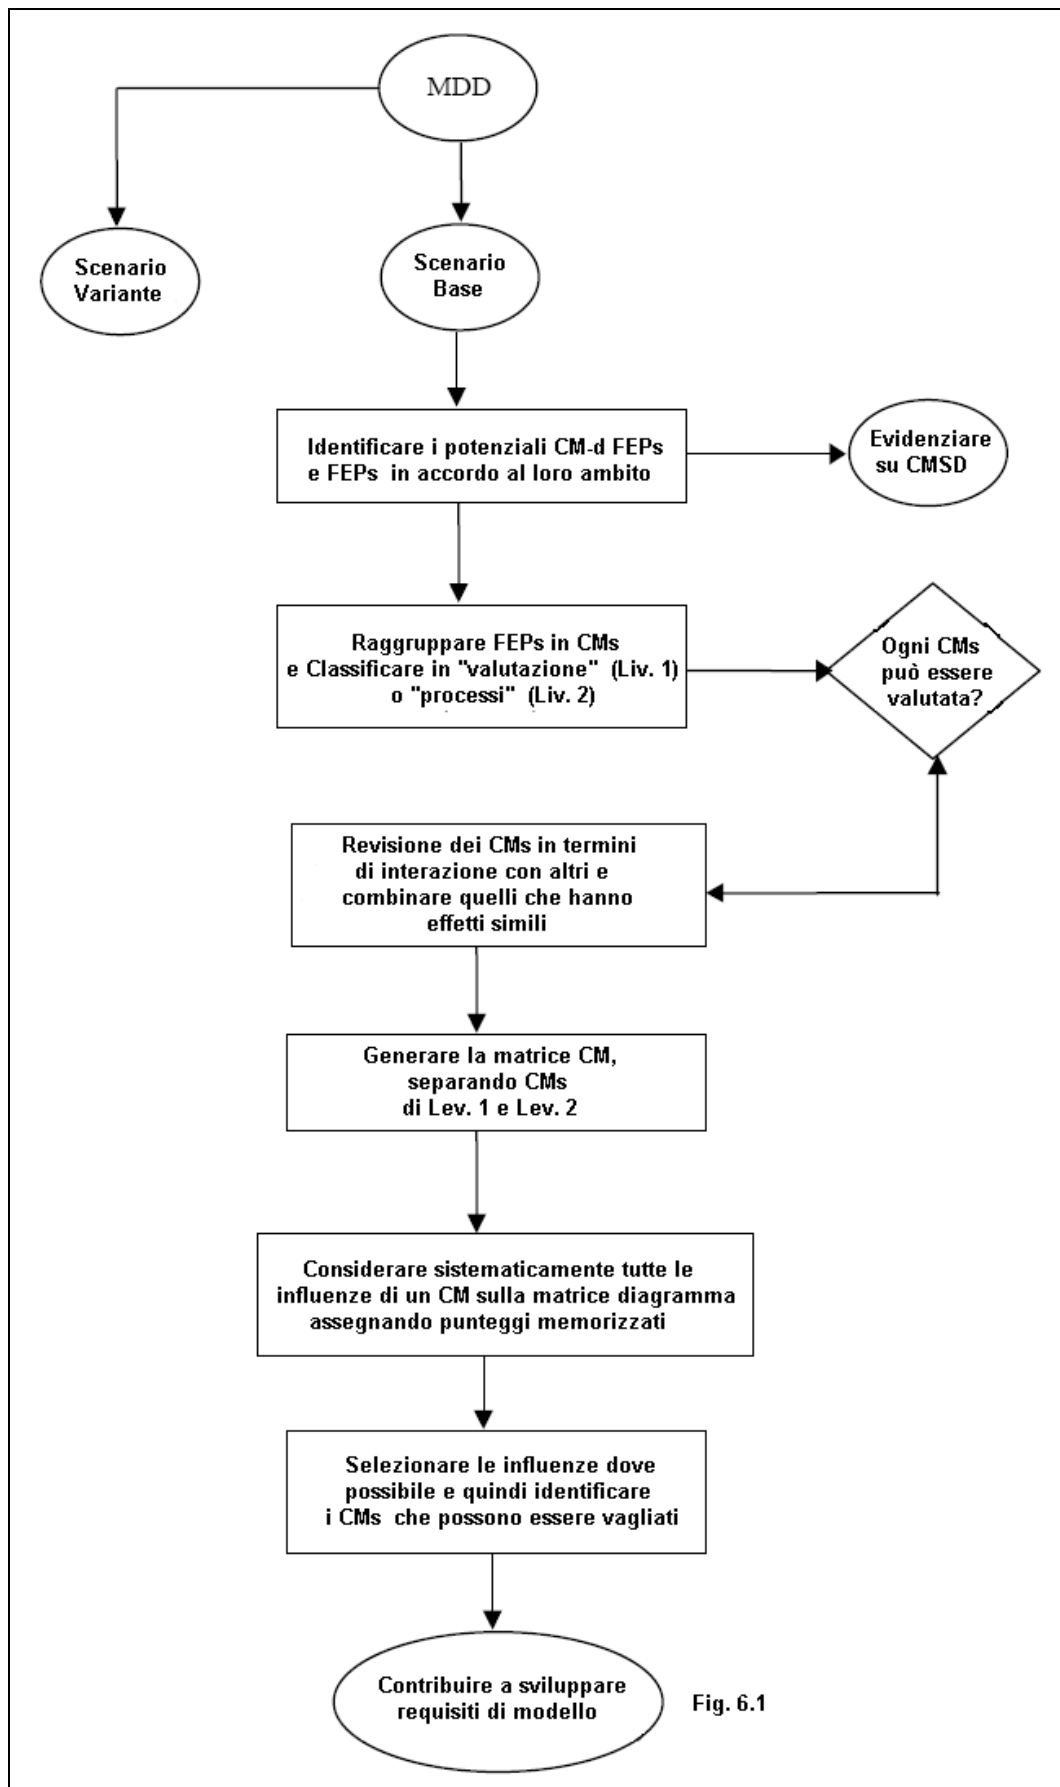 MDD
Scenario
Variante
Scenario
Base
Identificare i potenziali CM-d FEPs
e FEPs in accordo al loro ambito
Evidenziare
su CMSD
Raggruppare FEPs in CMs
e Classificare in "valutazione" (Liv. 1)
o "processi" (Liv. 2)
Ogni CMs
può essere
valutata?
Revisione dei CMs in termini
di interazione con altri e
combinare quelli che hanno
effetti simili
Generare la matrice CM,
separando CMs
di Lev. 1 e Lev. 2
Considerare sistematicamente tutte le
influenze di un CM sulla matrice diagramma
assegnando punteggi memorizzati
Selezionare le influenze dove
possibile e quindi identificare
i CMs che possono essere vagliati
Contribuire a sviluppare
requisiti di modello
Fig. 6.1